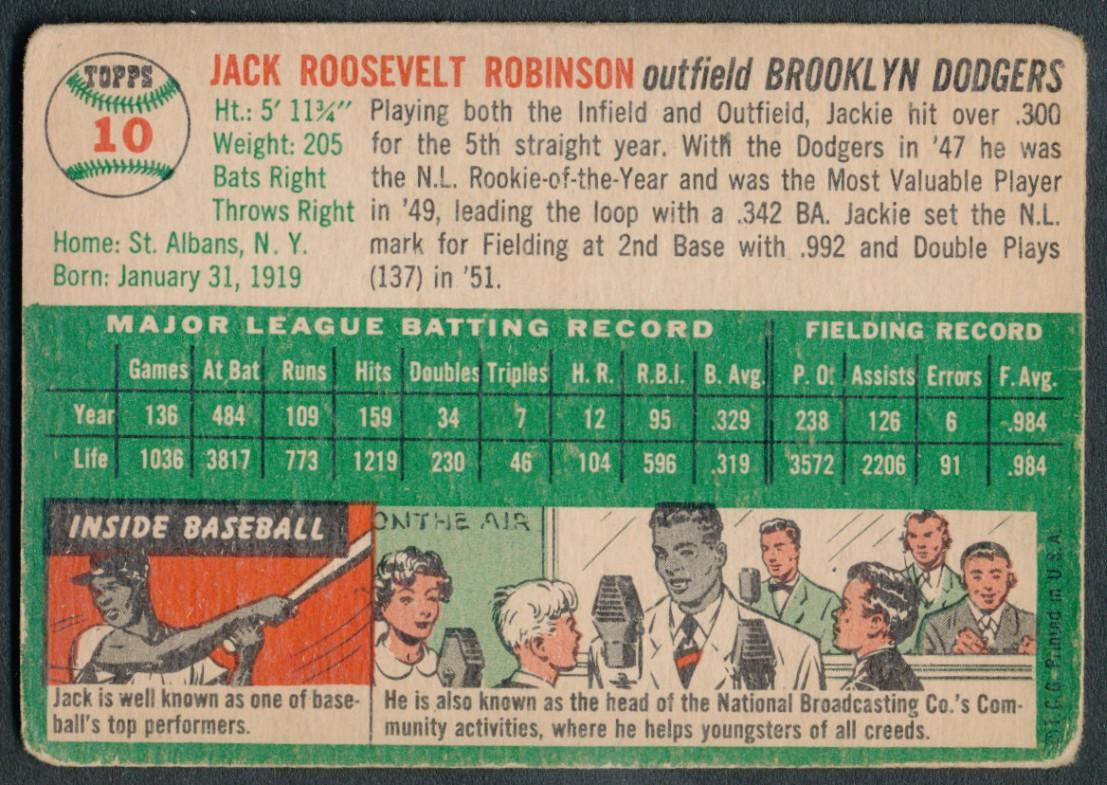 TOPPS
10
JACK ROOSEVELT ROBINSON outfield BROOKLYN DODGERS
Ht.: 5' 11¾"
Weight: 205
Bats Right
Throws Right
Home: St. Albans, N. Y.
Born: January 31, 1919
Playing both the Infield and Outfield, Jackie hit over .300
for the 5th straight year. With the Dodgers in '47 he was
the N.L. Rookie-of-the-Year and was the Most Valuable Player
in '49, leading the loop with a .342 BA. Jackie set the N.L.
mark for Fielding at 2nd Base with .992 and Double Plays
(137) in '51.
MAJOR LEAGUE BATTING RECORD FIELDING RECORD
Games At Bat Runs Hits Doubles Triples H. R. R.B.I. B. Avg. P. O. Assists Errors F. Avg.
Year 136 484 109 159 34 7 12 95 .329 238 126 6 .984
Life 1036 3817 773 1219 230 46 104 596 .319 3572 2206 91 .984
INSIDE BASEBALL
ON THE AIR
Jack is well known as one of base-
ball's top performers.
He is also known as the head of the National Broadcasting Co.'s Com-
munity activities, where he helps youngsters of all creeds.
©T.C.G. Printed in U.S.A.